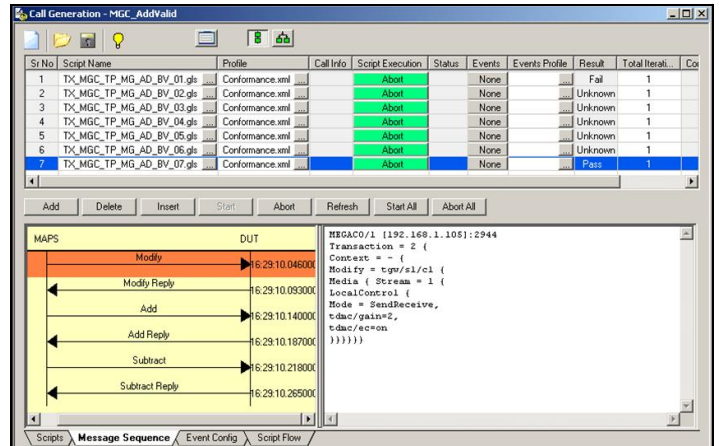 Call Generation - MGC_AddValid
Sr No Script Name Profile Call Info Script Execution Status Events Events Profile Result Total Iterati...
1 TX_MGC_TP_MG_AD_BV_01.gls ... Conformance.xml ... Abort None ... Fail 1
2 TX_MGC_TP_MG_AD_BV_02.gls ... Conformance.xml ... Abort None ... Unknown 1
3 TX_MGC_TP_MG_AD_BV_03.gls ... Conformance.xml ... Abort None ... Unknown 1
4 TX_MGC_TP_MG_AD_BV_04.gls ... Conformance.xml ... Abort None ... Unknown 1
5 TX_MGC_TP_MG_AD_BV_05.gls ... Conformance.xml ... Abort None ... Unknown 1
6 TX_MGC_TP_MG_AD_BV_06.gls ... Conformance.xml ... Abort None ... Unknown 1
7 TX_MGC_TP_MG_AD_BV_07.gls ... Conformance.xml ... Abort None ... Pass 1
Add Delete Insert Start Abort Refresh Start All Abort All
MAPS DUT
Modify
16:29:10.046000
Modify Reply
16:29:10.093000
Add
16:29:10.140000
Add Reply
16:29:10.187000
Subtract
16:29:10.218000
Subtract Reply
16:29:10.265000
MEGACO/1 [192.168.1.105]:2944
Transaction = 2 {
Context = - {
Modify = tgw/s1/c1 {
Media { Stream = 1 {
LocalControl {
Mode = SendReceive,
tdmc/gain=2,
tdmc/ec=on
}}}}}}
Scripts Message Sequence Event Config Script Flow